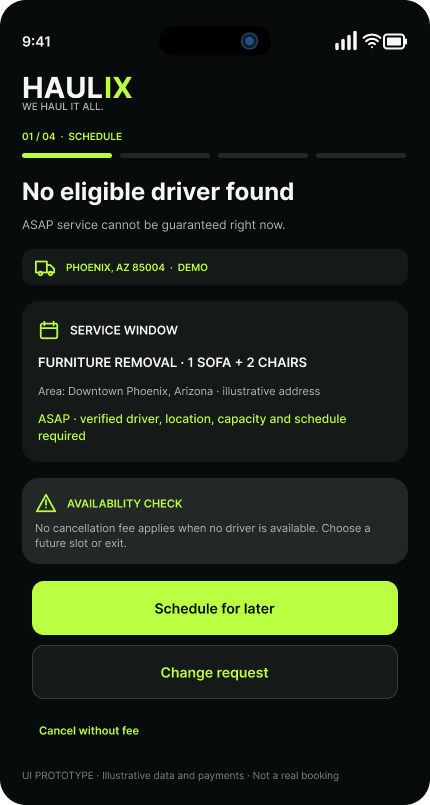 9:41
HAULIX
WE HAUL IT ALL.
01 / 04 · SCHEDULE
No eligible driver found
ASAP service cannot be guaranteed right now.
PHOENIX, AZ 85004 · DEMO
SERVICE WINDOW
FURNITURE REMOVAL · 1 SOFA + 2 CHAIRS
Area: Downtown Phoenix, Arizona · illustrative address
ASAP · verified driver, location, capacity and schedule
required
AVAILABILITY CHECK
No cancellation fee applies when no driver is available. Choose a
future slot or exit.
Schedule for later
Change request
Cancel without fee
UI PROTOTYPE · Illustrative data and payments · Not a real booking